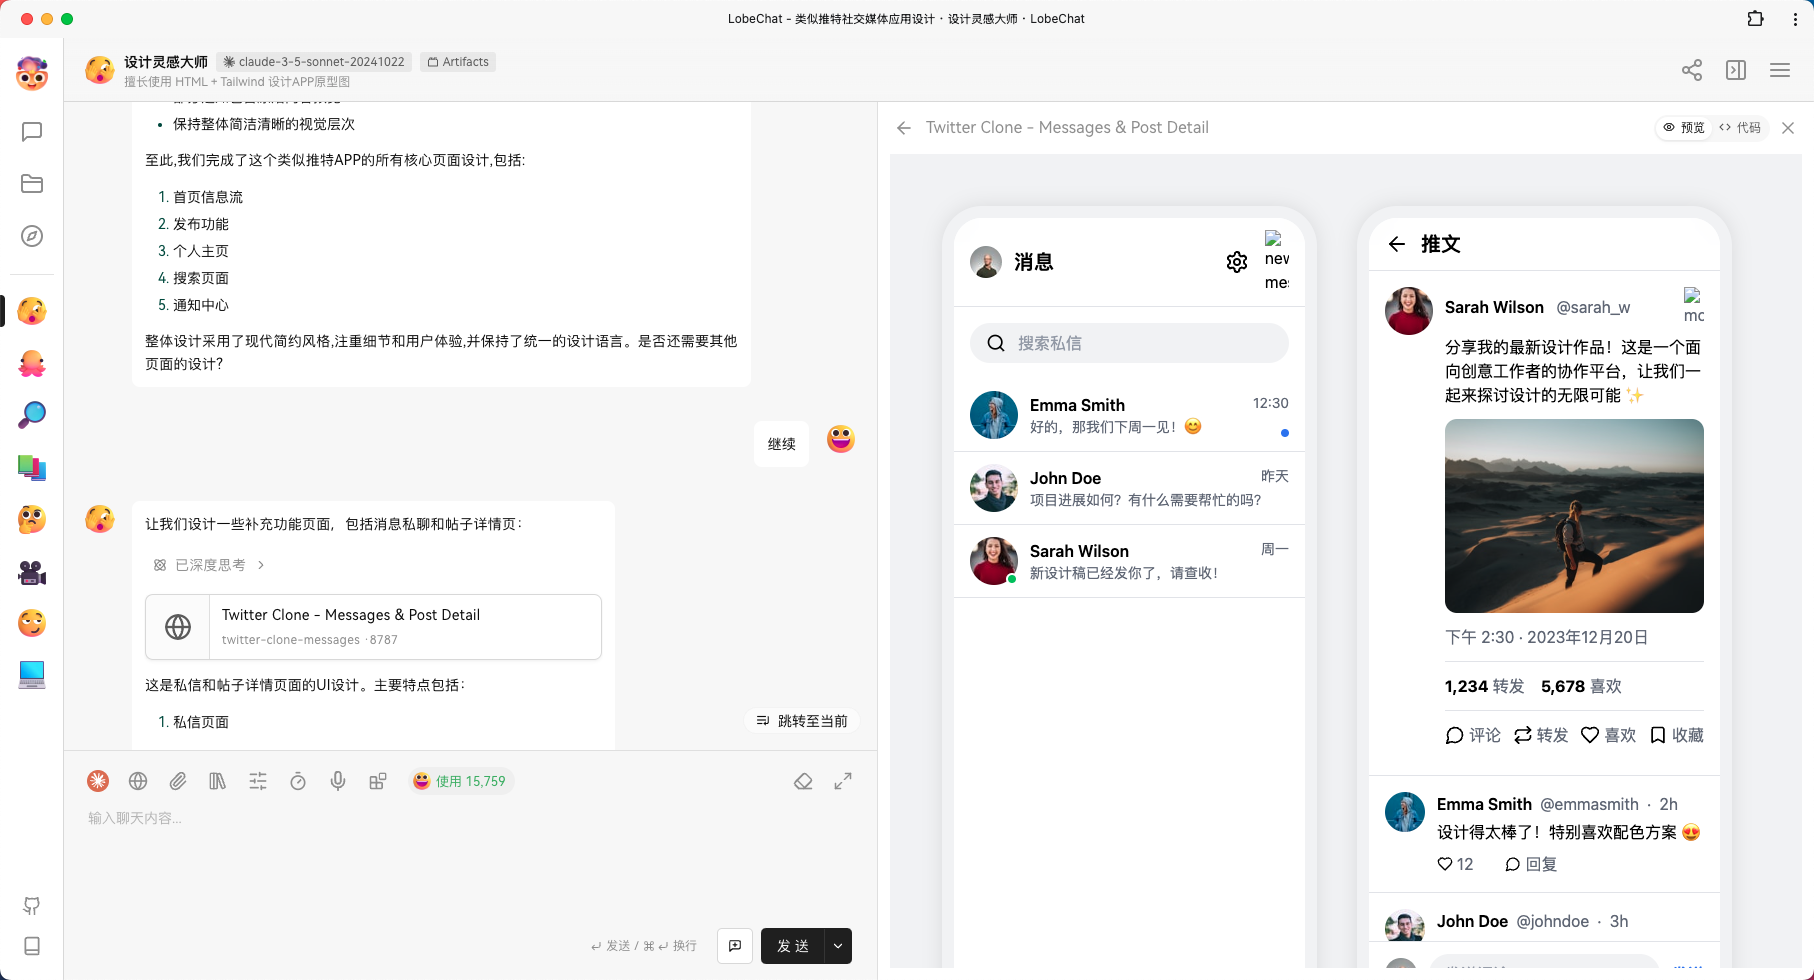 LobeChat - 类似推特社交媒体应用设计 · 设计灵感大师 · LobeChat
设计灵感大师
claude-3-5-sonnet-20241022
Artifacts
擅长使用 HTML + Tailwind 设计APP原型图
• 保持整体简洁清晰的视觉层次
至此,我们完成了这个类似推特APP的所有核心页面设计,包括:
1. 首页信息流
2. 发布功能
3. 个人主页
4. 搜索页面
5. 通知中心
整体设计采用了现代简约风格,注重细节和用户体验,并保持了统一的设计语言。是否还需要其他
页面的设计?
继续
让我们设计一些补充功能页面，包括消息私聊和帖子详情页：
已深度思考
Twitter Clone - Messages & Post Detail
twitter-clone-messages · 8787
这是私信和帖子详情页面的UI设计。主要特点包括：
1. 私信页面
跳转至当前
使用 15,759
输入聊天内容...
↵ 发送 / ⌘ ↵ 换行
发 送
Twitter Clone - Messages & Post Detail
预览
代码
消息
new
mes
搜索私信
Emma Smith
12:30
好的，那我们下周一见！😊
John Doe
昨天
项目进展如何？有什么需要帮忙的吗？
Sarah Wilson
周一
新设计稿已经发你了，请查收！
推文
Sarah Wilson @sarah_w
mo
分享我的最新设计作品！这是一个面
向创意工作者的协作平台，让我们一
起来探讨设计的无限可能 ✨
下午 2:30 · 2023年12月20日
1,234 转发 5,678 喜欢
评论 转发 喜欢 收藏
Emma Smith @emmasmith · 2h
设计得太棒了！特别喜欢配色方案 😍
12 回复
John Doe @johndoe · 3h